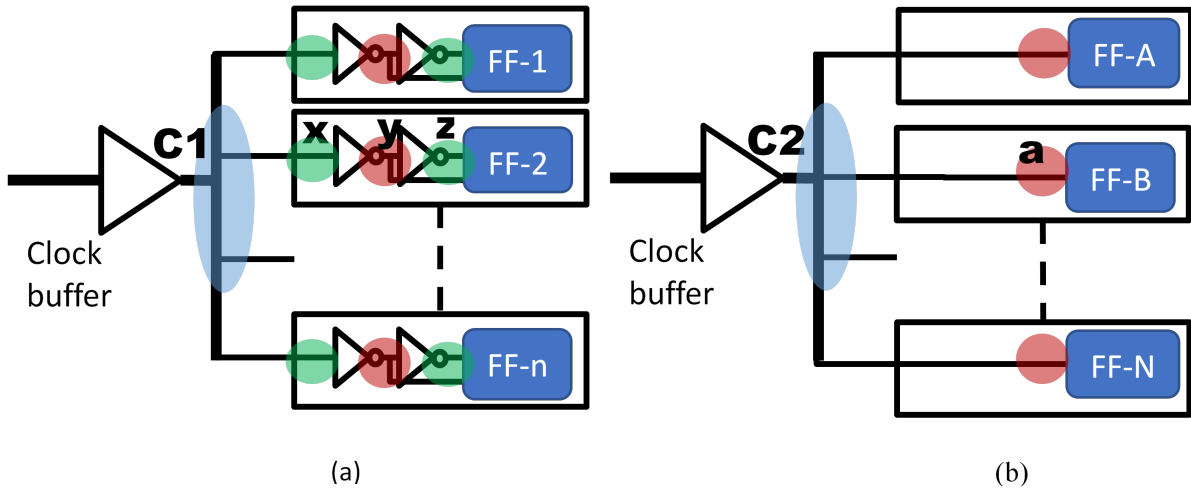 FF-1
C1
x
y
z
FF-2
Clock
buffer
FF-n
(a)
FF-A
C2
a
FF-B
Clock
buffer
FF-N
(b)